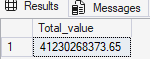 Results Messages
Total_value
1 41230268373.65